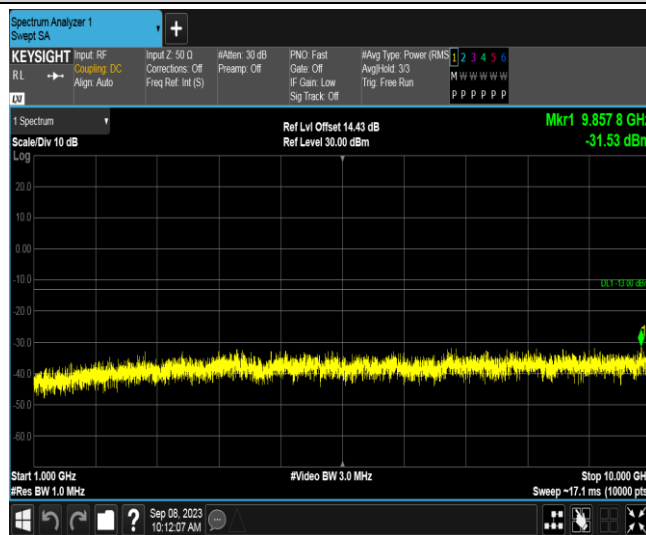 Spectrum Analyzer 1
Swept SA
+
KEYSIGHT
RL
LXI
Input: RF
Coupling: DC
Align: Auto
Input Z: 50 Ω
Corrections: Off
Freq Ref: Int (S)
#Atten: 30 dB
Preamp: Off
PNO: Fast
Gate: Off
IF Gain: Low
Sig Track: Off
#Avg Type: Power (RMS
Avg|Hold: 3/3
Trig: Free Run
1 2 3 4 5 6
M W W W W W
P P P P P P
1 Spectrum
Scale/Div 10 dB
Log
Ref Lvl Offset 14.43 dB
Ref Level 30.00 dBm
Mkr1 9.857 8 GHz
-31.53 dBm
20.0
10.0
0.00
-10.0
DL1 -13.00 dBm
-20.0
-30.0
-40.0
-50.0
-60.0
Start 1.000 GHz
#Res BW 1.0 MHz
#Video BW 3.0 MHz
Stop 10.000 GH
Sweep ~17.1 ms (10000 pts
?
Sep 08, 2023
10:12:07 AM